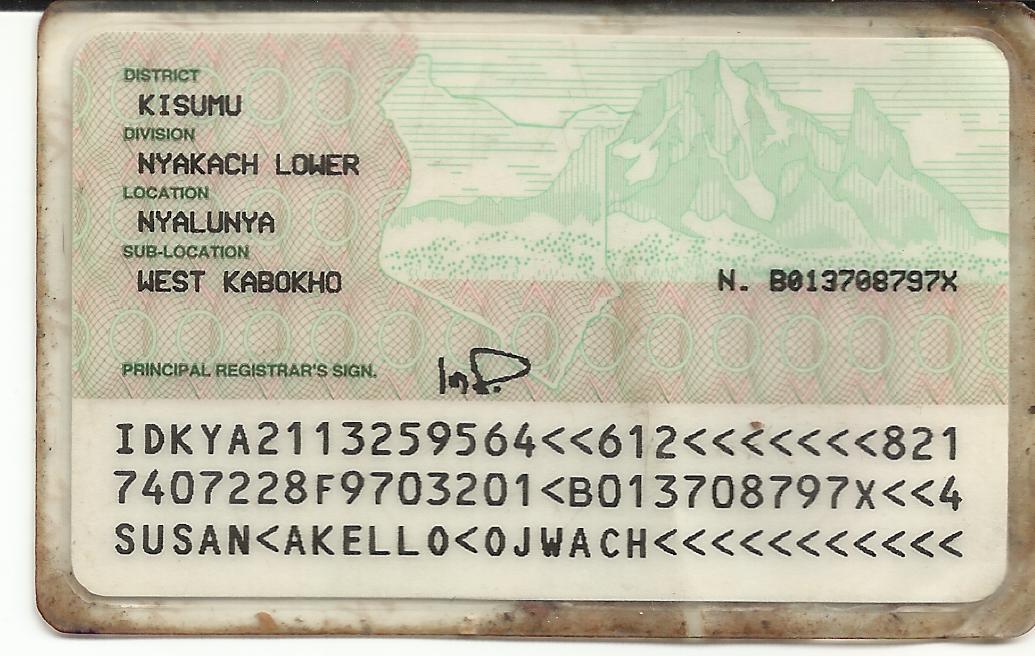 DISTRICT
KISUMU
DIVISION
NYAKACH LOWER
LOCATION
NYALUNYA
SUB-LOCATION
WEST KABOKHO
N. B013708797X
PRINCIPAL REGISTRAR'S SIGN.
IDKYA2113259564<<612<<<<<<<821
7407228F9703201<B013708797X<<4
SUSAN<AKELLO<OJWACH<<<<<<<<<<<